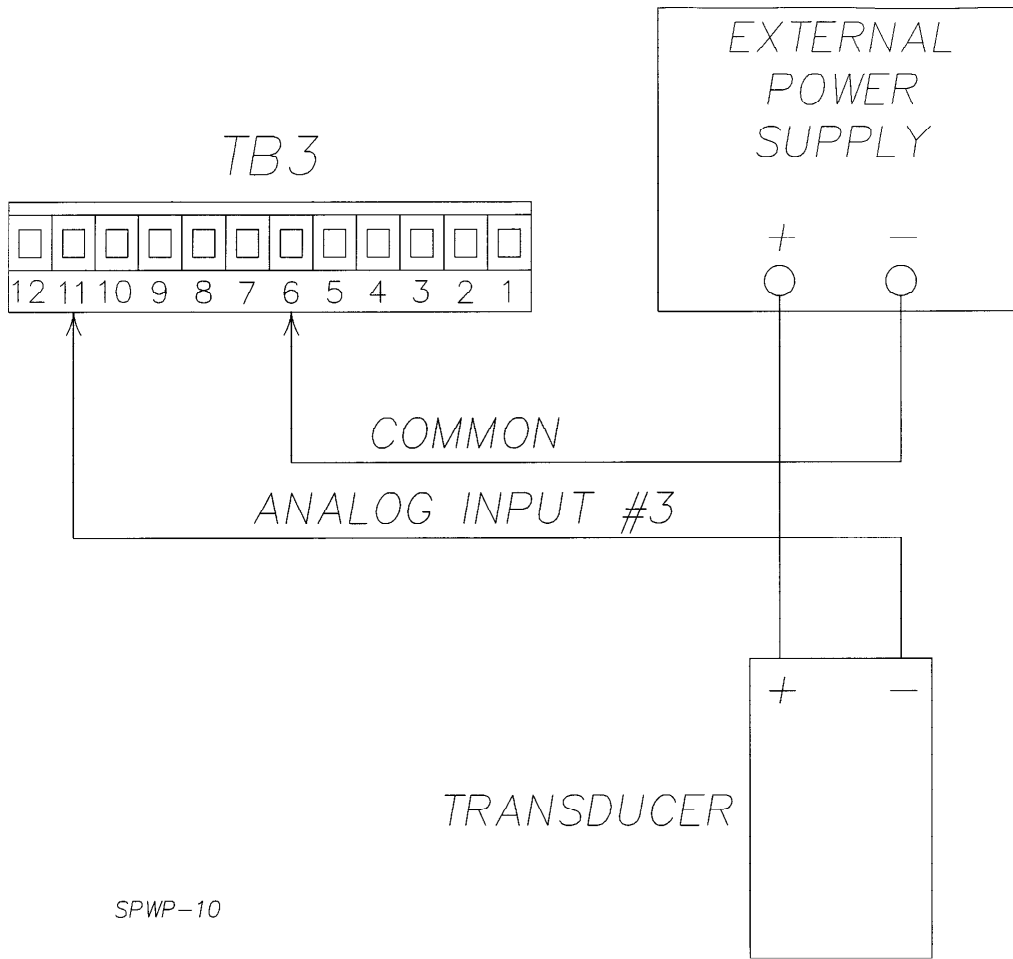 EXTERNAL
POWER
SUPPLY
TB3
+ −
12 11 10 9 8 7 6 5 4 3 2 1
COMMON
ANALOG INPUT #3
+ −
TRANSDUCER
SPWP-10